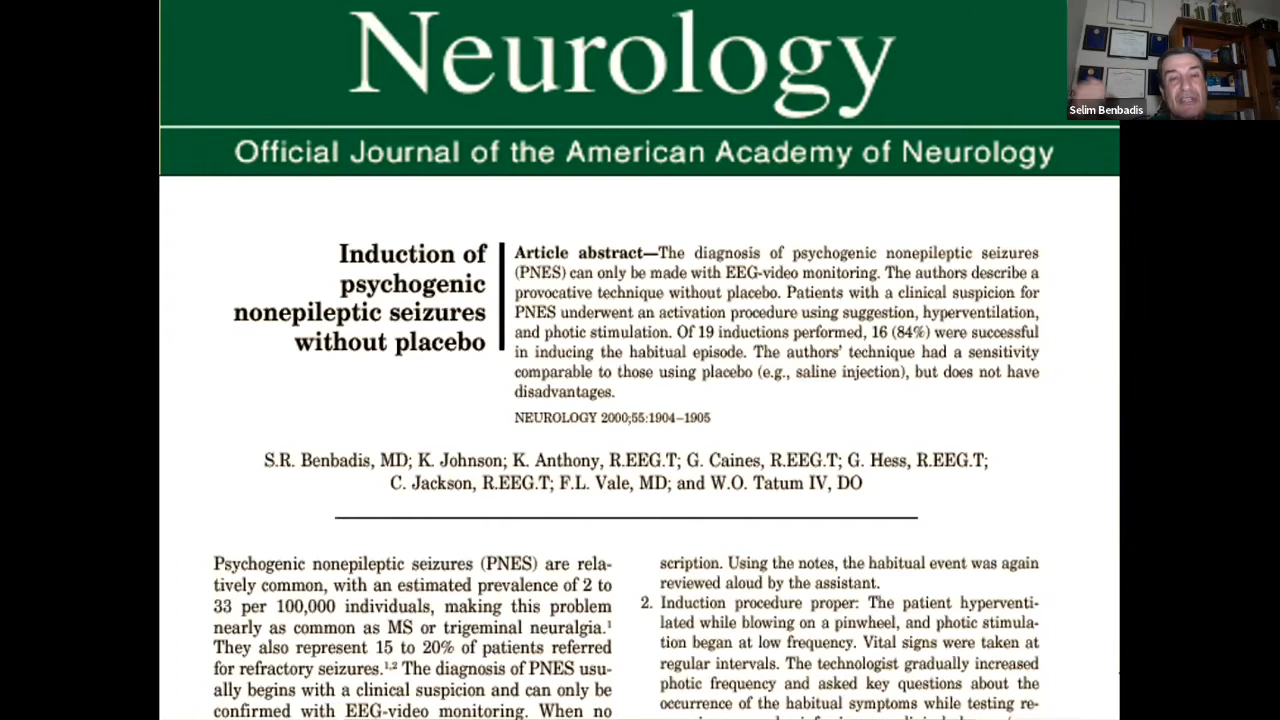 Neurology
Official Journal of the American Academy of Neurology
Selim Benbadis
Induction of
psychogenic
nonepileptic seizures
without placebo
Article abstract—The diagnosis of psychogenic nonepileptic seizures
(PNES) can only be made with EEG-video monitoring. The authors describe a
provocative technique without placebo. Patients with a clinical suspicion for
PNES underwent an activation procedure using suggestion, hyperventilation,
and photic stimulation. Of 19 inductions performed, 16 (84%) were successful
in inducing the habitual episode. The authors' technique had a sensitivity
comparable to those using placebo (e.g., saline injection), but does not have
disadvantages.
NEUROLOGY 2000;55:1904–1905
S.R. Benbadis, MD; K. Johnson; K. Anthony, R.EEG.T; G. Caines, R.EEG.T; G. Hess, R.EEG.T;
C. Jackson, R.EEG.T; F.L. Vale, MD; and W.O. Tatum IV, DO
Psychogenic nonepileptic seizures (PNES) are rela-
tively common, with an estimated prevalence of 2 to
33 per 100,000 individuals, making this problem
nearly as common as MS or trigeminal neuralgia.¹
They also represent 15 to 20% of patients referred
for refractory seizures.¹,² The diagnosis of PNES usu-
ally begins with a clinical suspicion and can only be
confirmed with EEG-video monitoring. When no
scription. Using the notes, the habitual event was again
reviewed aloud by the assistant.
2. Induction procedure proper: The patient hyperventi-
lated while blowing on a pinwheel, and photic stimula-
tion began at low frequency. Vital signs were taken at
regular intervals. The technologist gradually increased
photic frequency and asked key questions about the
occurrence of the habitual symptoms while testing re-